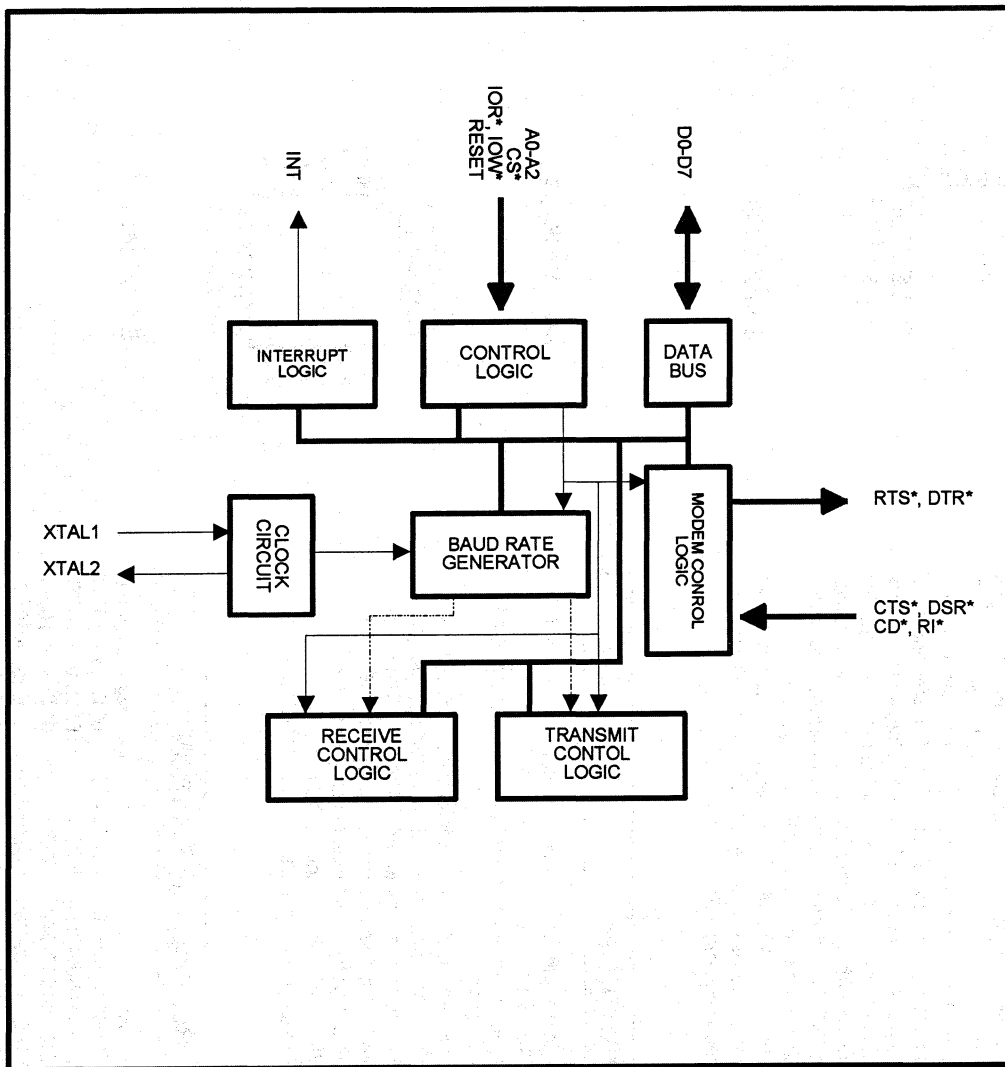 INT
A0-A2
CS*
IOR*, IOW*
RESET
D0-D7
INTERRUPT
LOGIC
CONTROL
LOGIC
DATA
BUS
XTAL1
XTAL2
CLOCK
CIRCUIT
BAUD RATE
GENERATOR
MODEM CONROL
LOGIC
RTS*, DTR*
CTS*, DSR*
CD*, RI*
RECEIVE
CONTROL
LOGIC
TRANSMIT
CONTOL
LOGIC